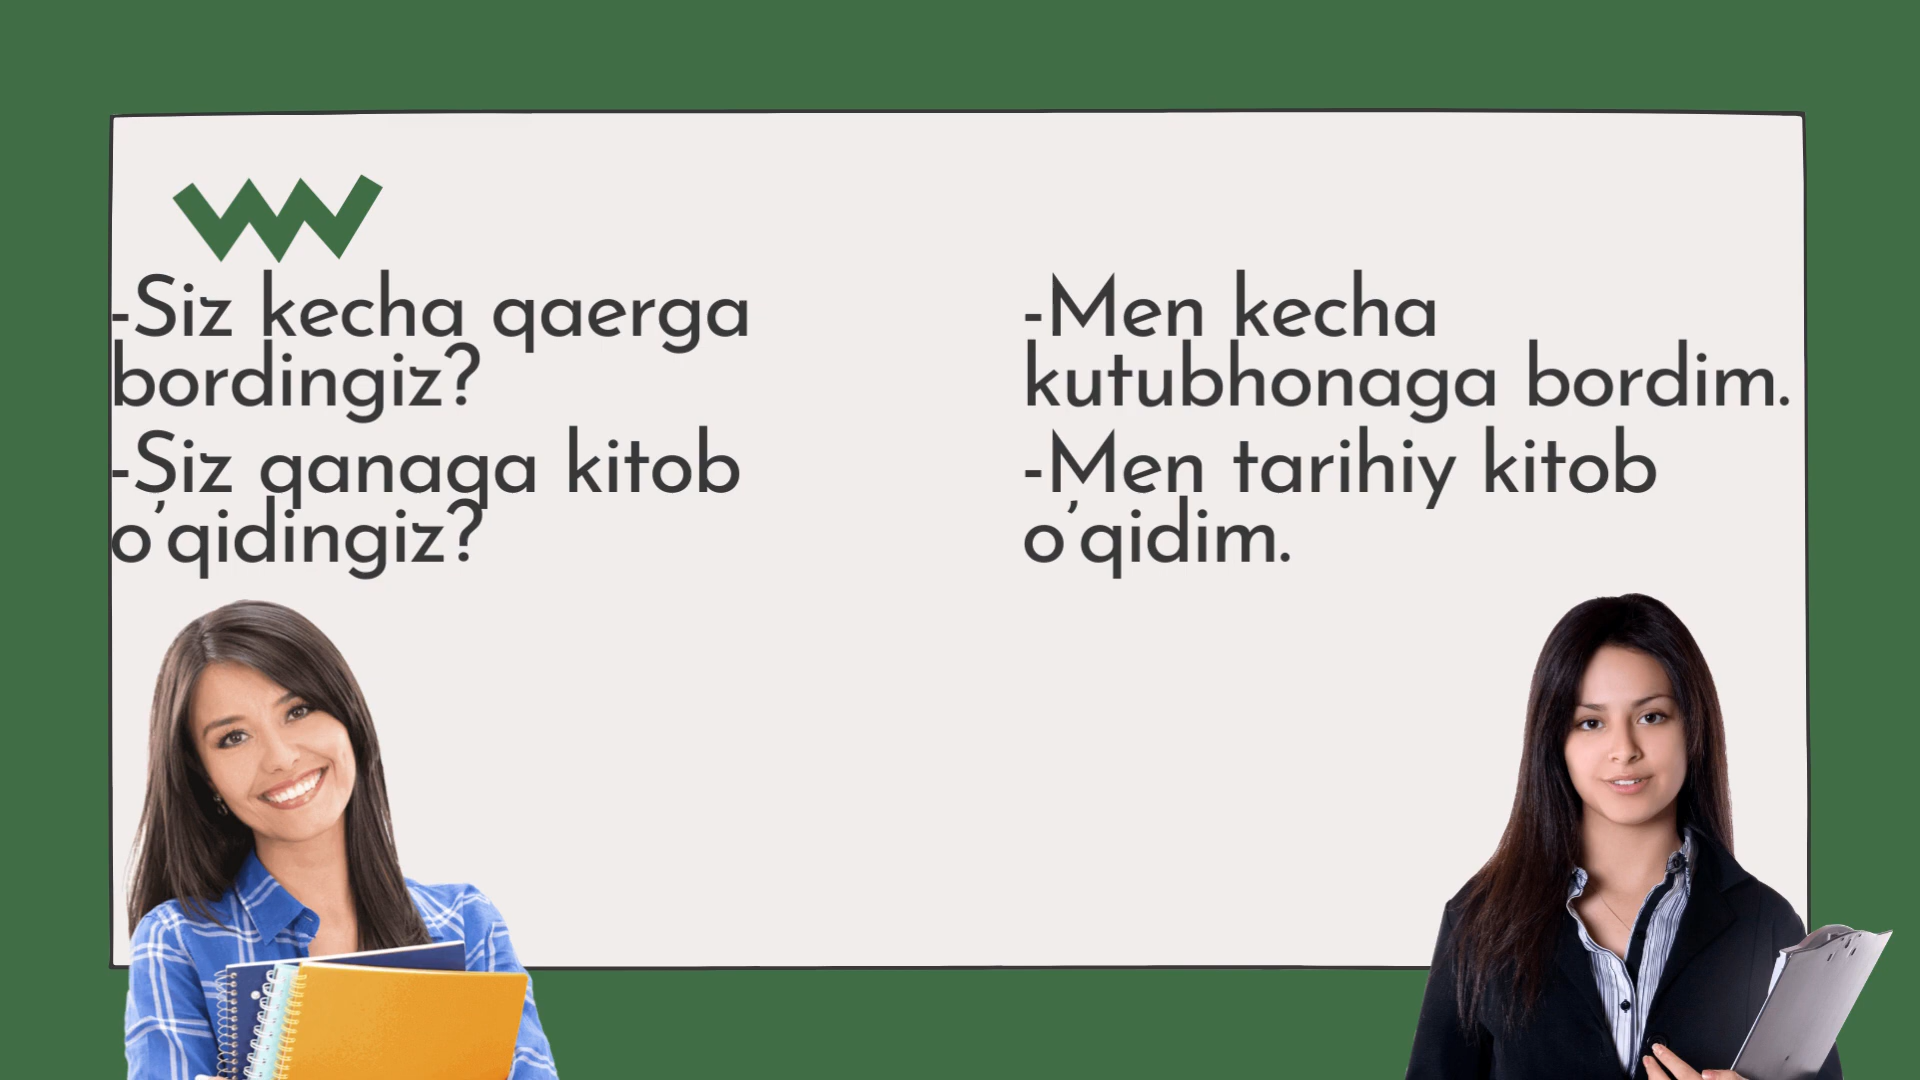 -Siz kecha qaerga
bordingiz?
-Siz qanaga kitob
o’qidingiz?
-Men kecha
kutubhonaga bordim.
-Men tarihiy kitob
o’qidim.